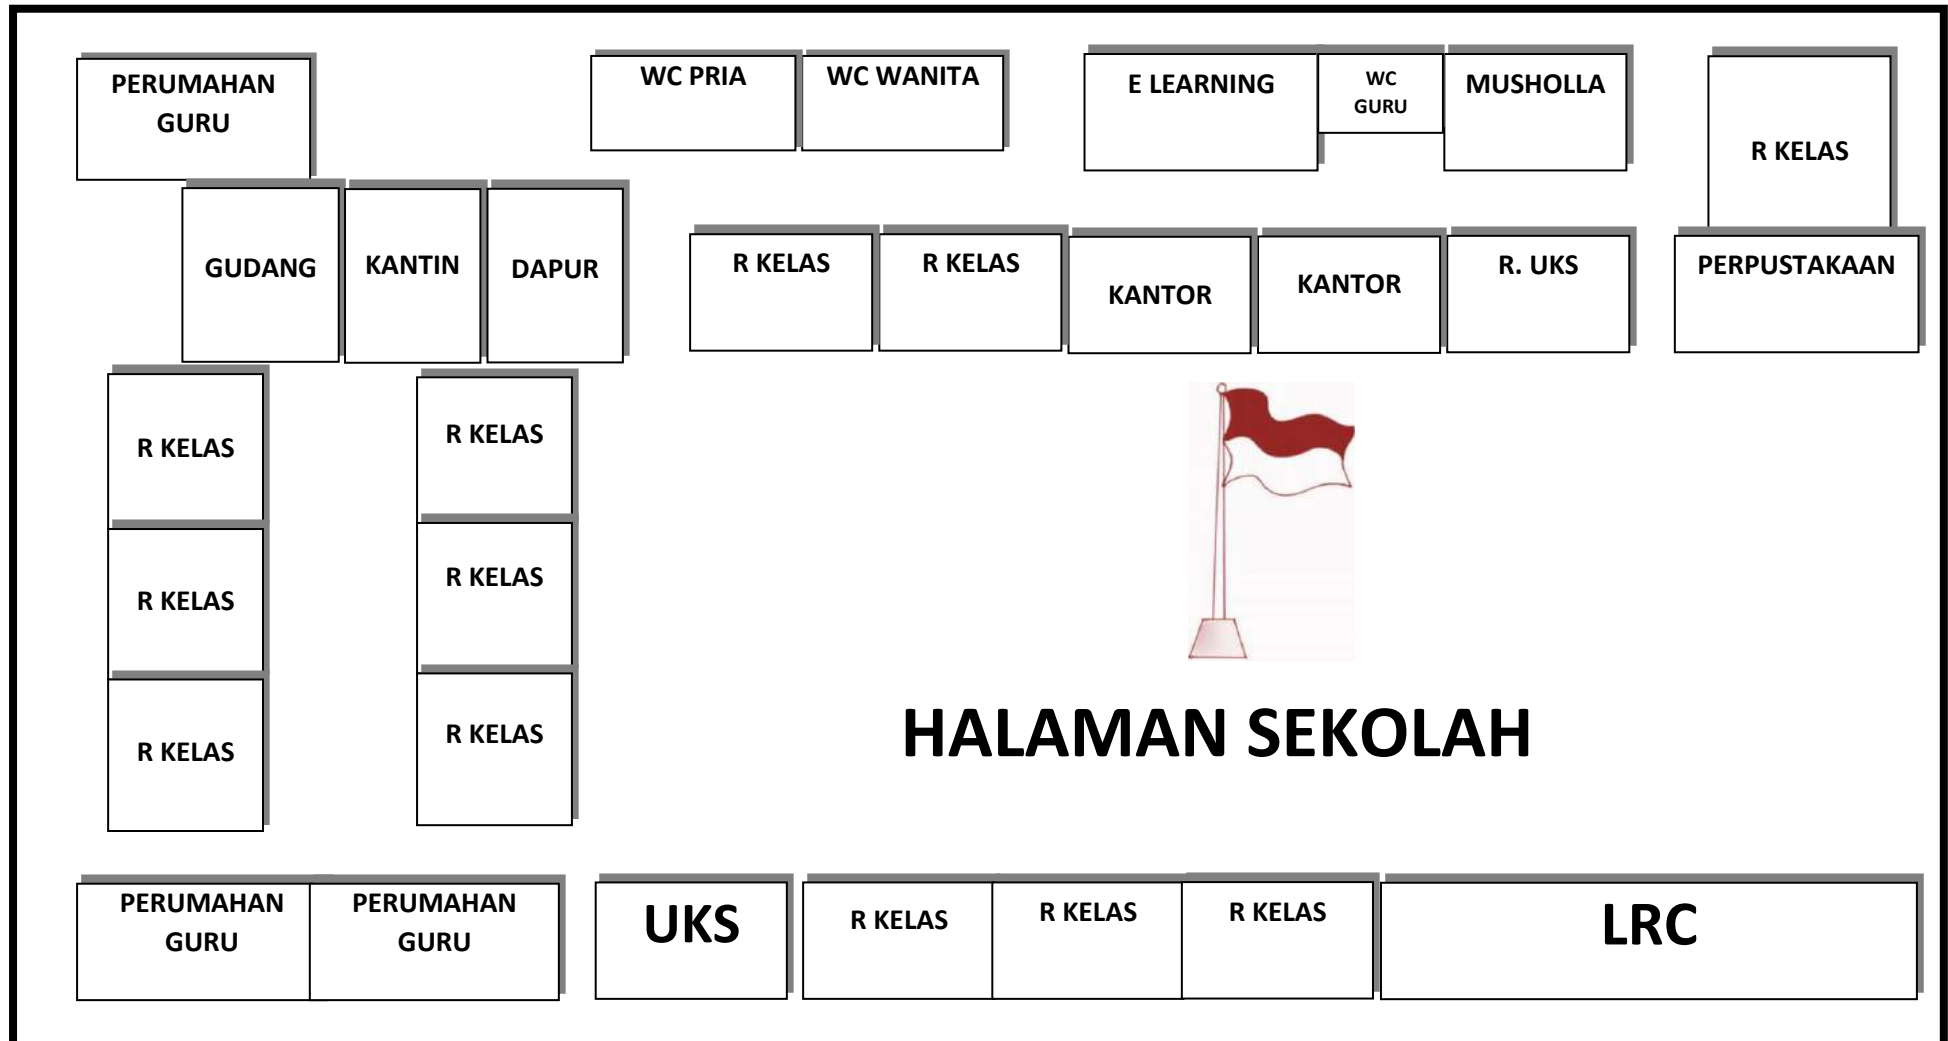 PERUMAHAN
GURU
WC PRIA
WC WANITA
E LEARNING
WC
GURU
MUSHOLLA
R KELAS
GUDANG
KANTIN
DAPUR
R KELAS
R KELAS
KANTOR
KANTOR
R. UKS
PERPUSTAKAAN
R KELAS
R KELAS
R KELAS
R KELAS
R KELAS
R KELAS
HALAMAN SEKOLAH
PERUMAHAN
GURU
PERUMAHAN
GURU
UKS
R KELAS
R KELAS
R KELAS
LRC